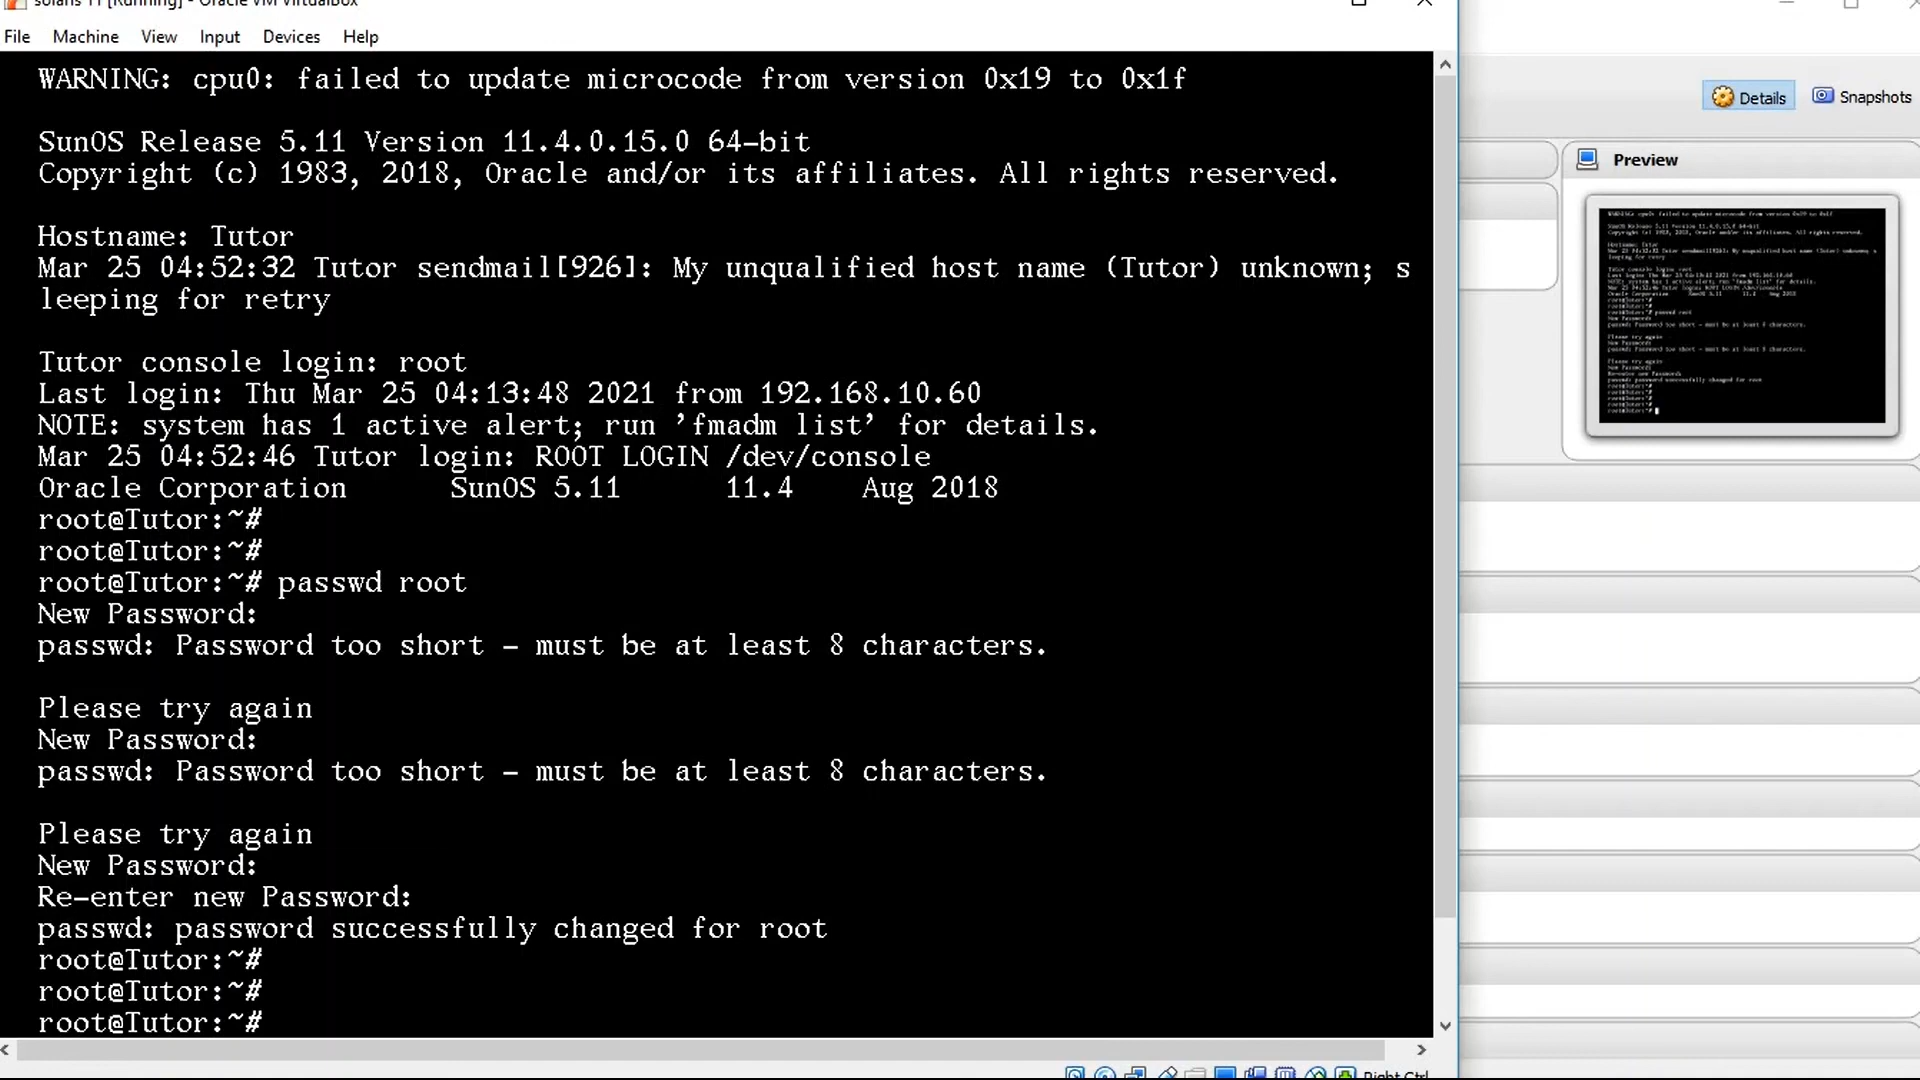 solaris 11 [Running] - Oracle VM VirtualBox
File Machine View Input Devices Help
WARNING: cpu0: failed to update microcode from version 0x19 to 0x1f
SunOS Release 5.11 Version 11.4.0.15.0 64-bit
Copyright (c) 1983, 2018, Oracle and/or its affiliates. All rights reserved.
Hostname: Tutor
Mar 25 04:52:32 Tutor sendmail[926]: My unqualified host name (Tutor) unknown; s
leeping for retry
Tutor console login: root
Last login: Thu Mar 25 04:13:48 2021 from 192.168.10.60
NOTE: system has 1 active alert; run 'fmadm list' for details.
Mar 25 04:52:46 Tutor login: ROOT LOGIN /dev/console
Oracle Corporation SunOS 5.11 11.4 Aug 2018
root@Tutor:~#
root@Tutor:~#
root@Tutor:~# passwd root
New Password:
passwd: Password too short - must be at least 8 characters.
Please try again
New Password:
passwd: Password too short - must be at least 8 characters.
Please try again
New Password:
Re-enter new Password:
passwd: password successfully changed for root
root@Tutor:~#
root@Tutor:~#
root@Tutor:~#
Right Ctrl
Details Snapshots
Preview